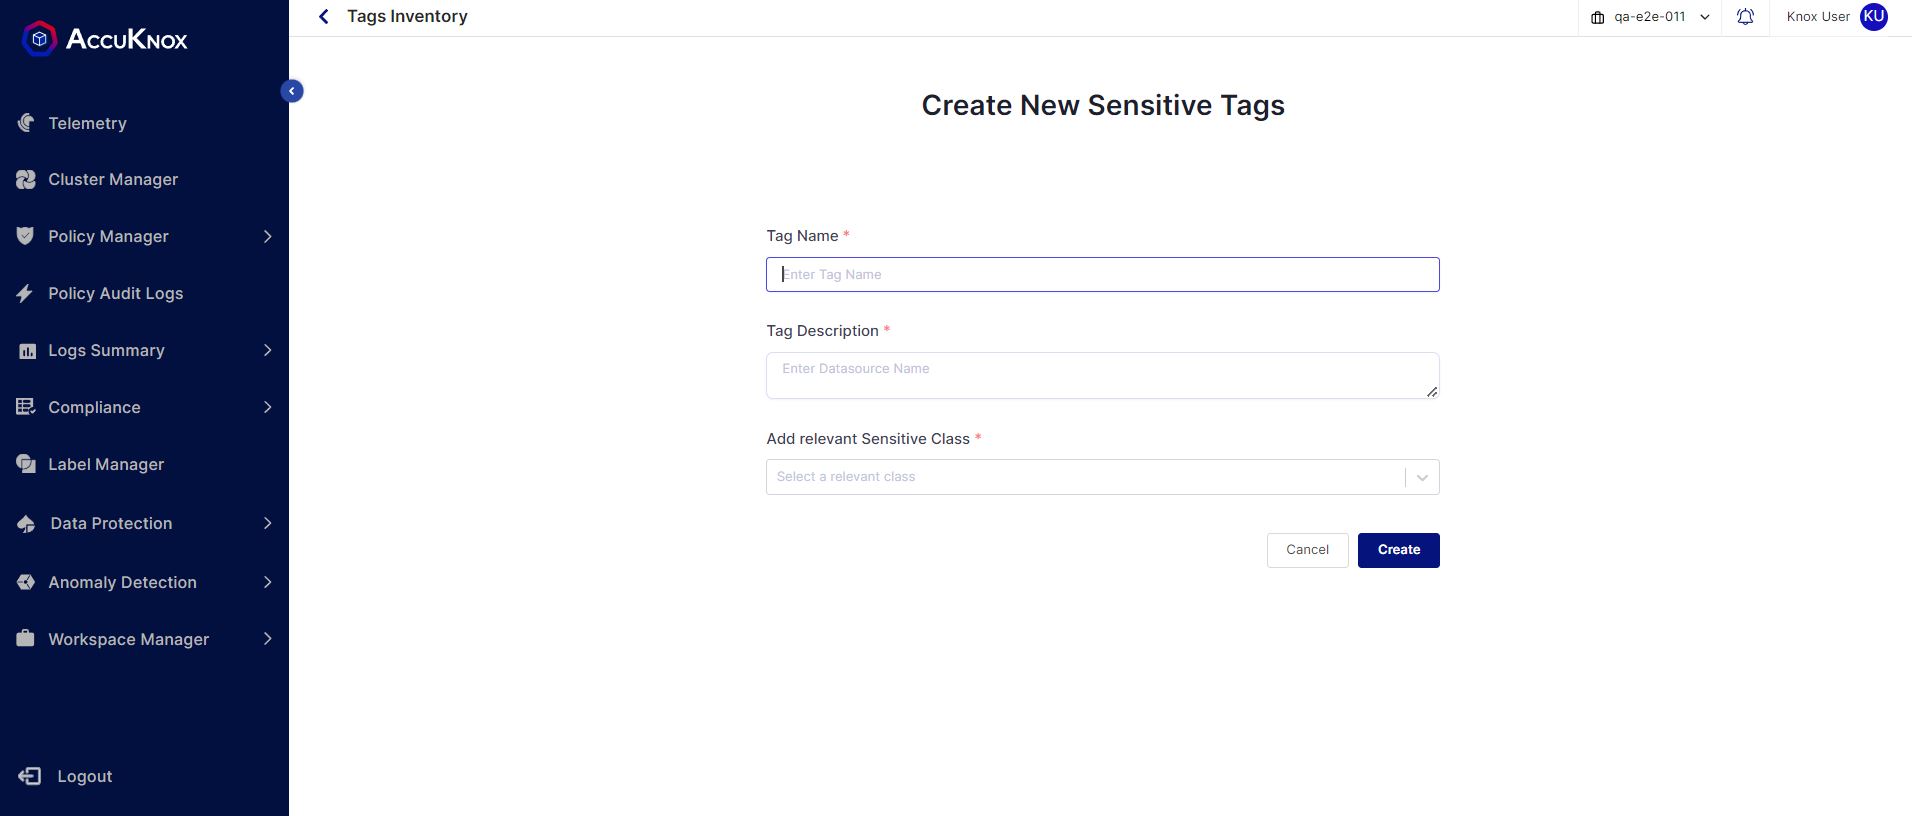 ACCUKNOX
Tags Inventory
qa-e2e-011
Knox User
KU
Telemetry
Cluster Manager
Policy Manager
Policy Audit Logs
Logs Summary
Compliance
Label Manager
Data Protection
Anomaly Detection
Workspace Manager
Logout
Create New Sensitive Tags
Tag Name *
Enter Tag Name
Tag Description *
Enter Datasource Name
Add relevant Sensitive Class *
Select a relevant class
Cancel
Create